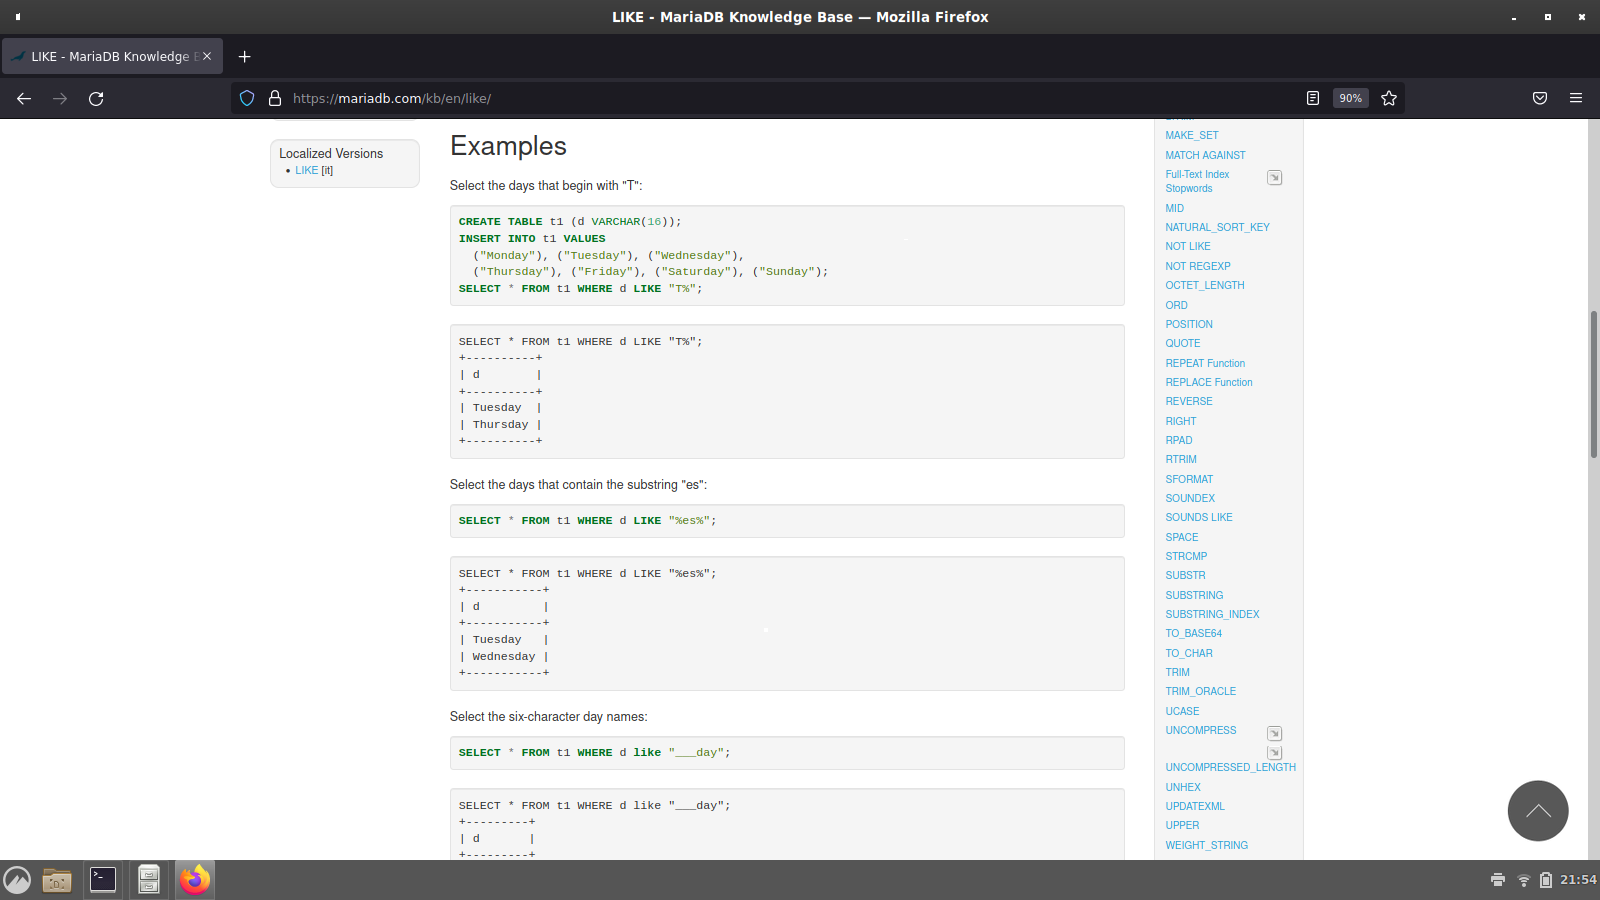 LIKE - MariaDB Knowledge Base — Mozilla Firefox
LIKE - MariaDB Knowledge
https://mariadb.com/kb/en/like/
90%
Localized Versions
• LIKE [it]
Examples
Select the days that begin with "T":
CREATE TABLE t1 (d VARCHAR(16));
INSERT INTO t1 VALUES
("Monday"), ("Tuesday"), ("Wednesday"),
("Thursday"), ("Friday"), ("Saturday"), ("Sunday");
SELECT * FROM t1 WHERE d LIKE "T%";
SELECT * FROM t1 WHERE d LIKE "T%";
+----------+
| d        |
+----------+
| Tuesday  |
| Thursday |
+----------+
Select the days that contain the substring "es":
SELECT * FROM t1 WHERE d LIKE "%es%";
SELECT * FROM t1 WHERE d LIKE "%es%";
+-----------+
| d         |
+-----------+
| Tuesday   |
| Wednesday |
+-----------+
Select the six-character day names:
SELECT * FROM t1 WHERE d like "___day";
SELECT * FROM t1 WHERE d like "___day";
+---------+
| d       |
+---------+
MAKE_SET
MATCH AGAINST
Full-Text Index
Stopwords
MID
NATURAL_SORT_KEY
NOT LIKE
NOT REGEXP
OCTET_LENGTH
ORD
POSITION
QUOTE
REPEAT Function
REPLACE Function
REVERSE
RIGHT
RPAD
RTRIM
SFORMAT
SOUNDEX
SOUNDS LIKE
SPACE
STRCMP
SUBSTR
SUBSTRING
SUBSTRING_INDEX
TO_BASE64
TO_CHAR
TRIM
TRIM_ORACLE
UCASE
UNCOMPRESS
UNCOMPRESSED_LENGTH
UNHEX
UPDATEXML
UPPER
WEIGHT_STRING
21:54